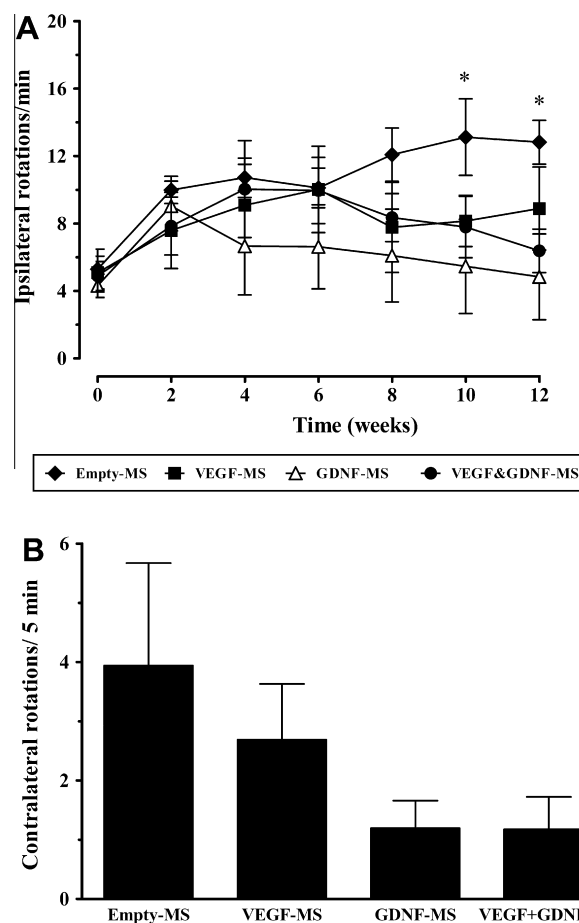 A
Ipsilateral rotations/min
20
16
12
8
4
0
*
*
0 2 4 6 8 10 12
Time (weeks)
Empty-MS VEGF-MS GDNF-MS VEGF&GDNF-MS
B
Contralateral rotations/ 5 min
6
4
2
0
Empty-MS VEGF-MS GDNF-MS VEGF+GDN